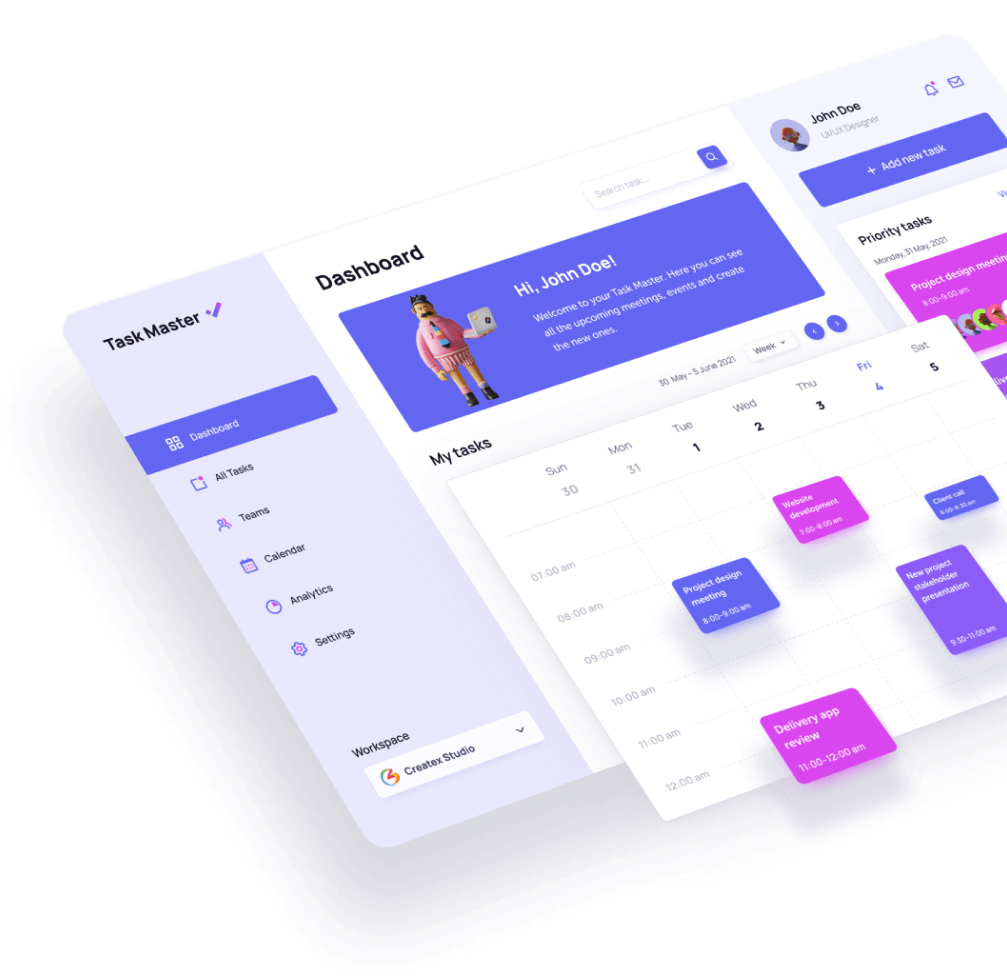 Task Master
Dashboard
All Tasks
Teams
Calendar
Analytics
Settings
Workspace
Createx Studio
Dashboard
Search task...
Hi, John Doe!
Welcome to your Task Master. Here you can see
all the upcoming meetings, events and create
the new ones.
My tasks
30 May - 5 June 2021
Week
Sun
Mon
Tue
Wed
Thu
Fri
Sat
30
31
1
2
3
4
5
07:00 am
08:00 am
09:00 am
10:00 am
11:00 am
12:00 am
Project design
meeting
8:00-9:00 am
Website
development
7:00-8:00 am
Client call
8:00-8:30 am
New project
stakeholder
presentation
9:30-11:00 am
Delivery app
review
11:00-12:00 am
John Doe
UI/UX Designer
+ Add new task
Priority tasks
Monday, 31 May, 2021
Project design meeting
8:00-9:00 am